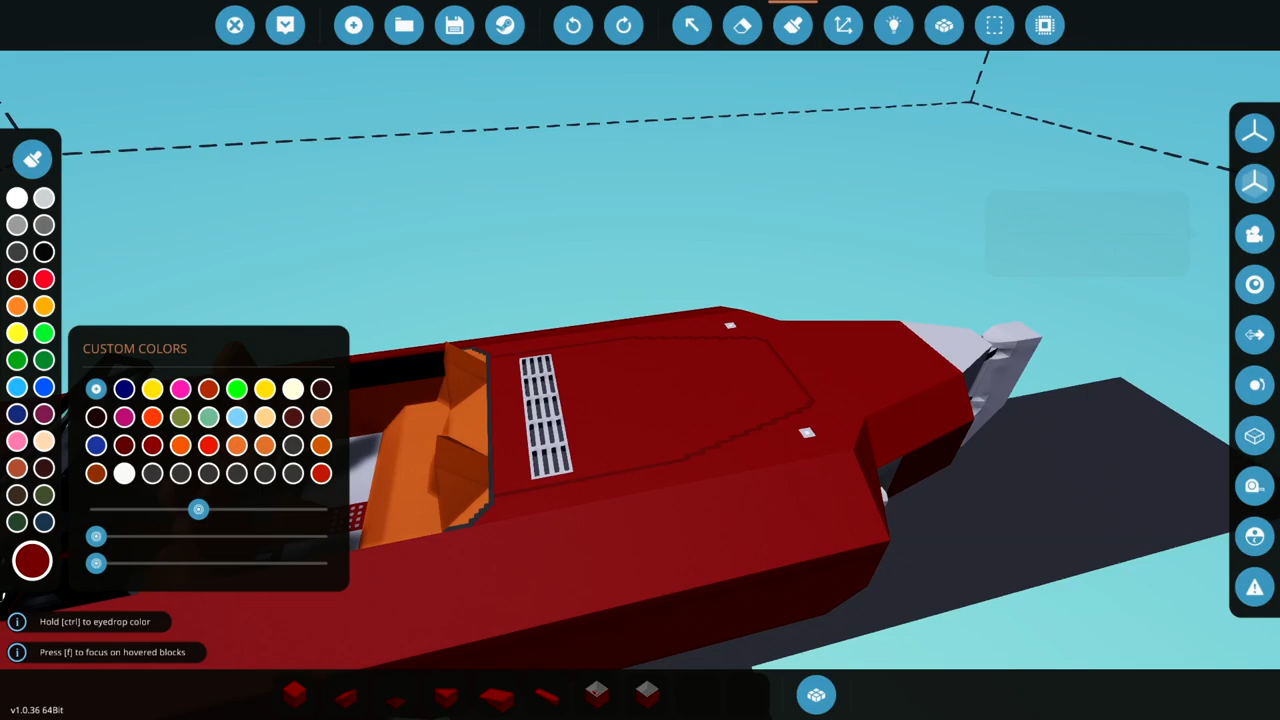 CUSTOM COLORS
Hold [ctrl] to eyedrop color
Press [f] to focus on hovered blocks
v1.0.36 64Bit